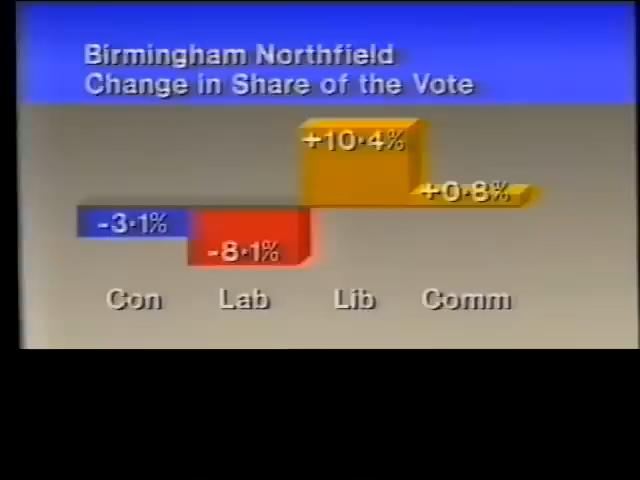 Birmingham Northfield
Change in Share of the Vote
+10·4%
+0·8%
-3·1%
-8·1%
Con Lab Lib Comm